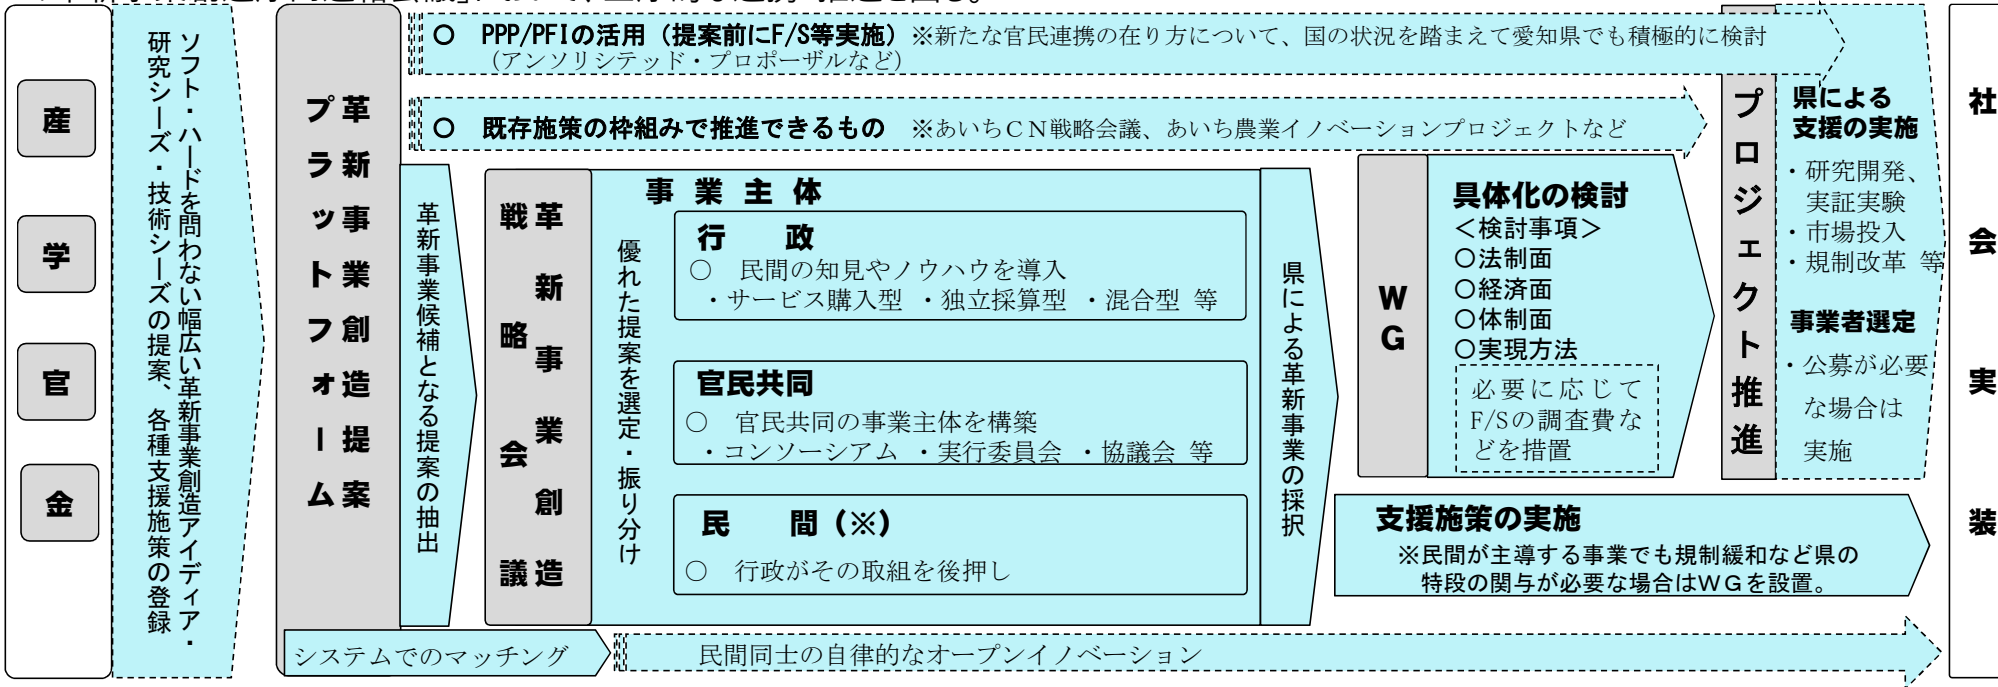 産
学
官
金
ソフト・ハードを問わない幅広い革新事業創造アイディア・
研究シーズ・技術シーズの提案、各種支援施策の登録
革新事業創造提案
プラットフォーム
○ PPP/PFIの活用（提案前にF/S等実施）※新たな官民連携の在り方について、国の状況を踏まえて愛知県でも積極的に検討
（アンソリシテッド・プロポーザルなど）
○ 既存施策の枠組みで推進できるもの ※あいちＣＮ戦略会議、あいち農業イノベーションプロジェクトなど
革新事業候補となる提案の抽出
革新事業創造
戦略会議
優れた提案を選定・振り分け
事業主体
行 政
○ 民間の知見やノウハウを導入
・サービス購入型 ・独立採算型 ・混合型 等
官民共同
○ 官民共同の事業主体を構築
・コンソーシアム ・実行委員会 ・協議会 等
民 間（※）
○ 行政がその取組を後押し
県による革新事業の採択
WG
具体化の検討
＜検討事項＞
○法制面
○経済面
○体制面
○実現方法
必要に応じて
F/Sの調査費な
どを措置
支援施策の実施
※民間が主導する事業でも規制緩和など県の
特段の関与が必要な場合はＷＧを設置。
プロジェクト推進
県による
支援の実施
・研究開発、
実証実験
・市場投入
・規制改革 等
事業者選定
・公募が必要
な場合は
実施
社会実装
システムでのマッチング
民間同士の自律的なオープンイノベーション